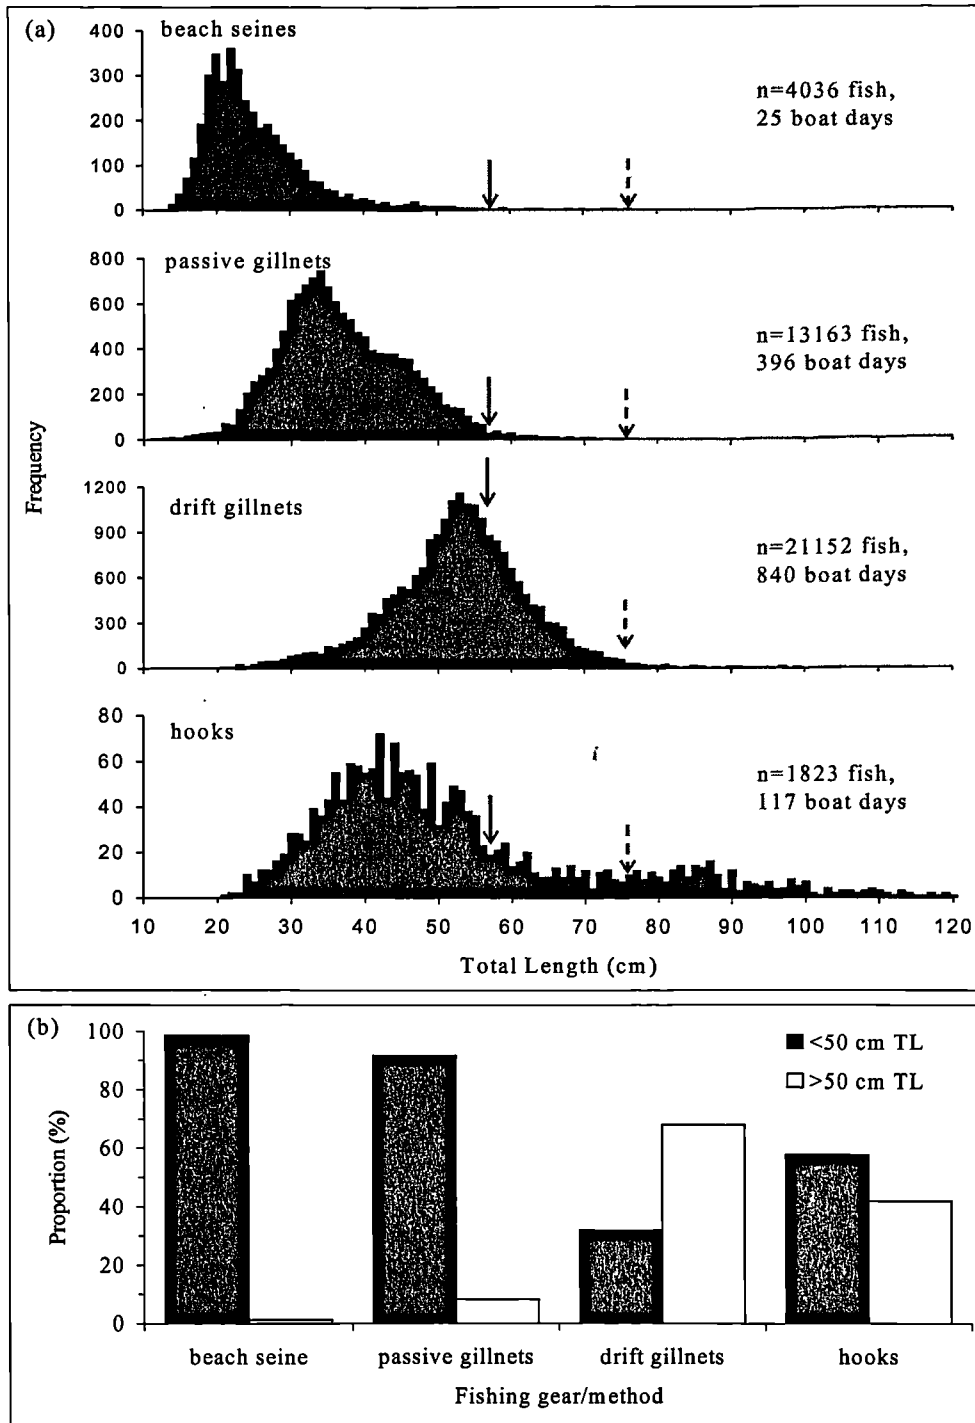 (a)
beach seines
400
300
200
100
0
n=4036 fish,
25 boat days
passive gillnets
800
600
400
200
0
n=13163 fish,
396 boat days
drift gillnets
1200
900
600
300
0
n=21152 fish,
840 boat days
hooks
80
60
40
20
0
n=1823 fish,
117 boat days
Frequency
10 20 30 40 50 60 70 80 90 100 110 120
Total Length (cm)
(b)
100
80
60
40
20
0
Proportion (%)
<50 cm TL
>50 cm TL
beach seine passive gillnets drift gillnets hooks
Fishing gear/method